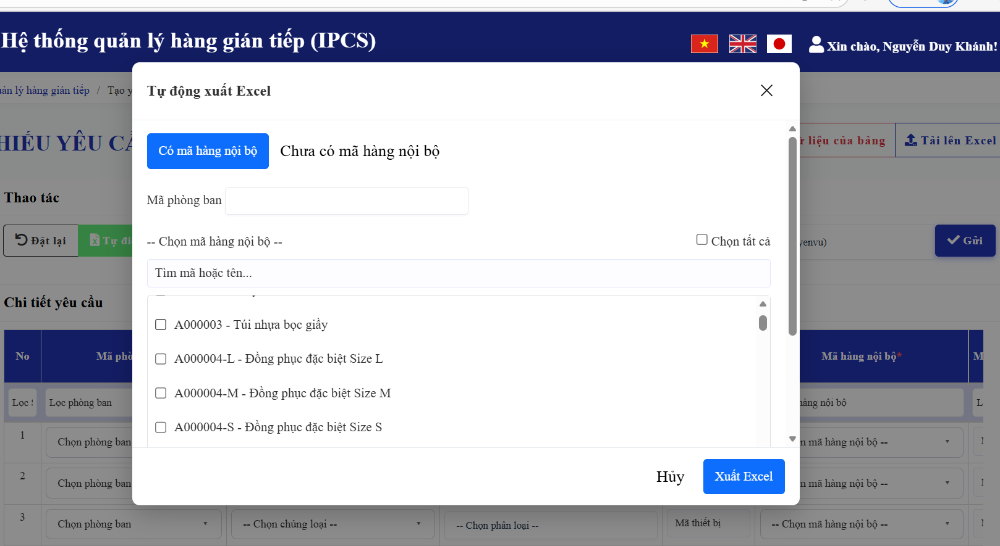 Hệ thống quản lý hàng gián tiếp (IPCS)
Xin chào, Nguyễn Duy Khánh!
quản lý hàng gián tiếp / Tạo y
Tự động xuất Excel
HIẾU YÊU CẦ
liệu của bảng
Tải lên Excel
Có mã hàng nội bộ
Chưa có mã hàng nội bộ
Thao tác
Mã phòng ban
Đặt lại
Tự đi
-- Chọn mã hàng nội bộ --
Chọn tất cả
yenvu)
Gửi
Tìm mã hoặc tên...
Chi tiết yêu cầu
A000003 - Túi nhựa bọc giầy
A000004-L - Đồng phục đặc biệt Size L
A000004-M - Đồng phục đặc biệt Size M
A000004-S - Đồng phục đặc biệt Size S
No
Mã phò
Mã hàng nội bộ*
M
Lọc
Lọc phòng ban
hàng nội bộ
L
1
Chọn phòng ban
n mã hàng nội bộ --
2
Chọn phòng ban
n mã hàng nội bộ --
Hủy
Xuất Excel
3
Chọn phòng ban
-- Chọn chủng loại --
-- Chọn phân loại --
Mã thiết bị
-- Chọn mã hàng nội bộ --